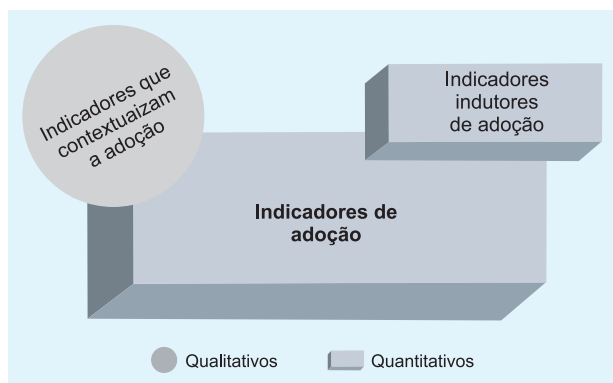 Indicadores que
contextuaizam
a adoção
Indicadores
indutores
de adoção
Indicadores de
adoção
Qualitativos
Quantitativos